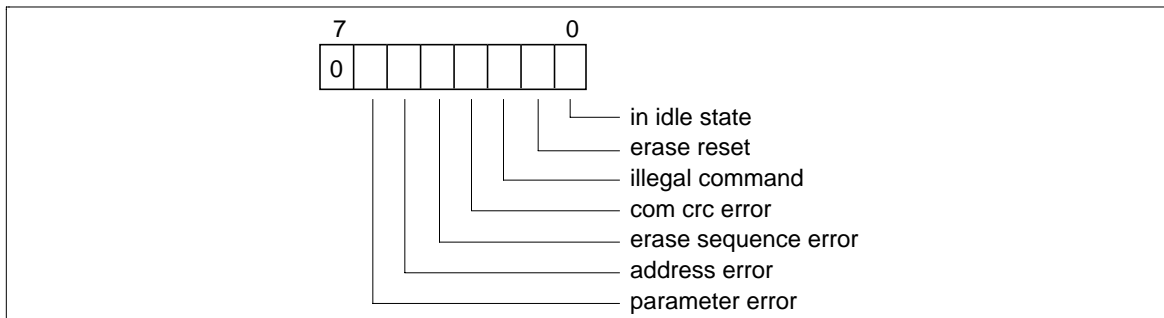 7 0
0
in idle state
erase reset
illegal command
com crc error
erase sequence error
address error
parameter error